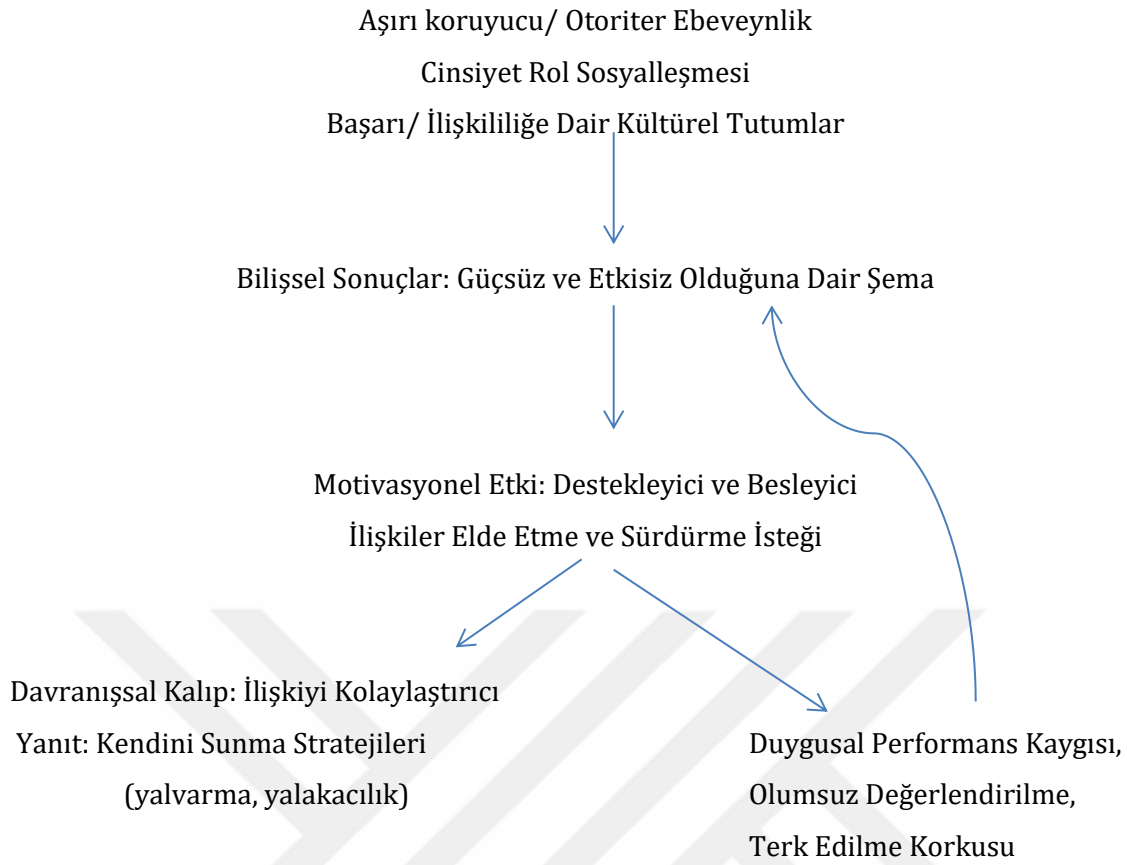 Aşırı koruyucu/ Otoriter Ebeveynlik
Cinsiyet Rol Sosyalleşmesi
Başarı/ İlişkililiğe Dair Kültürel Tutumlar
Bilişsel Sonuçlar: Güçsüz ve Etkisiz Olduğuna Dair Şema
Motivasyonel Etki: Destekleyici ve Besleyici
İlişkiler Elde Etme ve Sürdürme İsteği
Davranışsal Kalıp: İlişkiyi Kolaylaştırıcı
Yanıt: Kendini Sunma Stratejileri
(yalvarma, yalakacılık)
Duygusal Performans Kaygısı,
Olumsuz Değerlendirilme,
Terk Edilme Korkusu